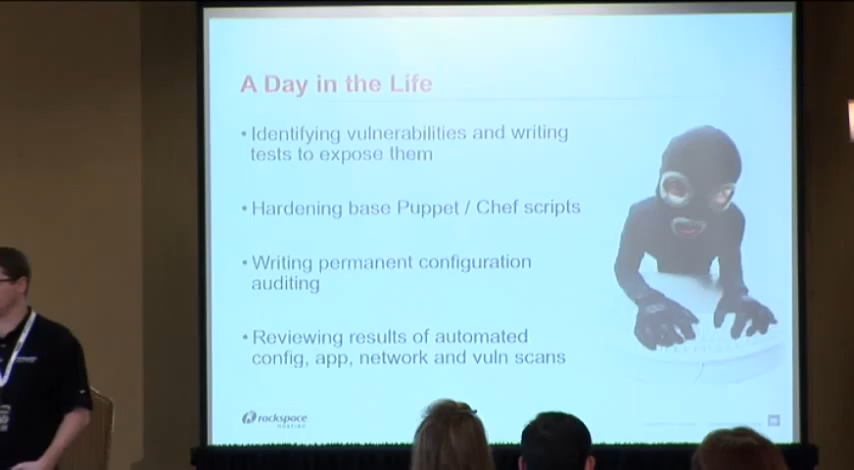 A Day in the Life
• Identifying vulnerabilities and writing
tests to expose them
• Hardening base Puppet / Chef scripts
• Writing permanent configuration
auditing
• Reviewing results of automated
config, app, network and vuln scans
rackspace
HOSTING